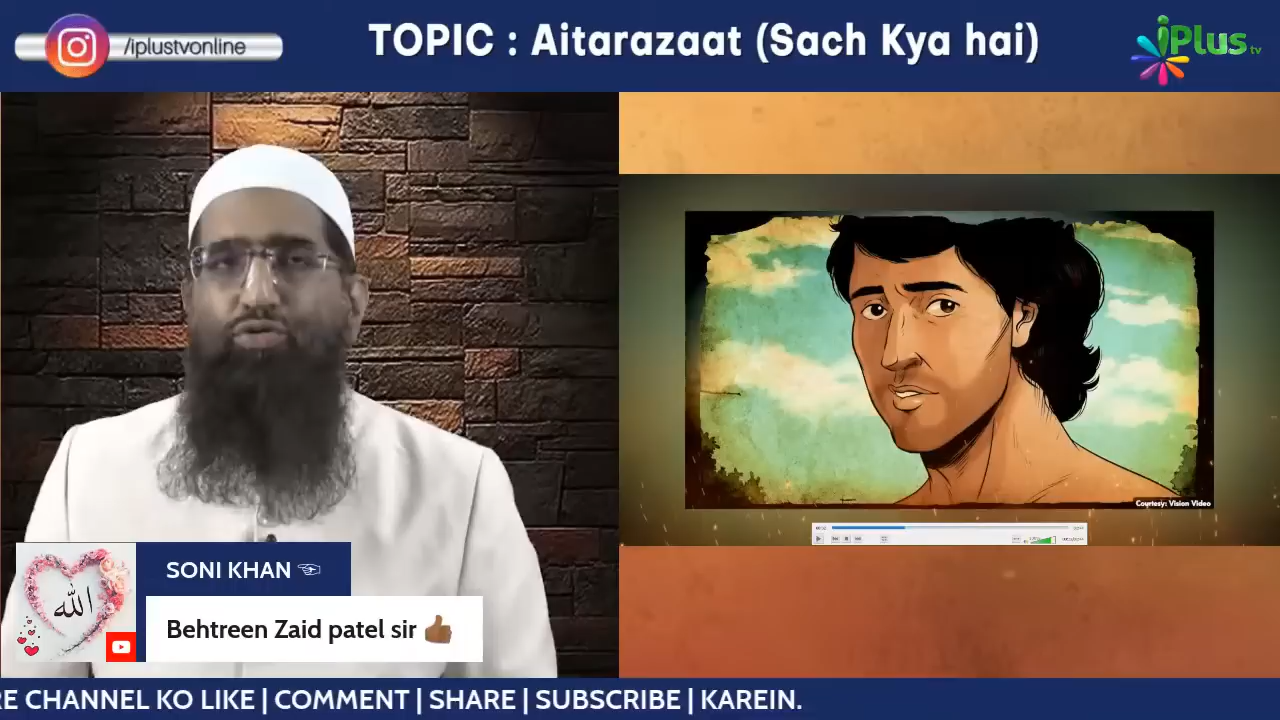 /iplustvonline
TOPIC : Aitarazaat (Sach Kya hai)
iPlus tv
Courtesy: Vision Video
SONI KHAN
الله
Behtreen Zaid patel sir
RE CHANNEL KO LIKE | COMMENT | SHARE | SUBSCRIBE | KAREIN.